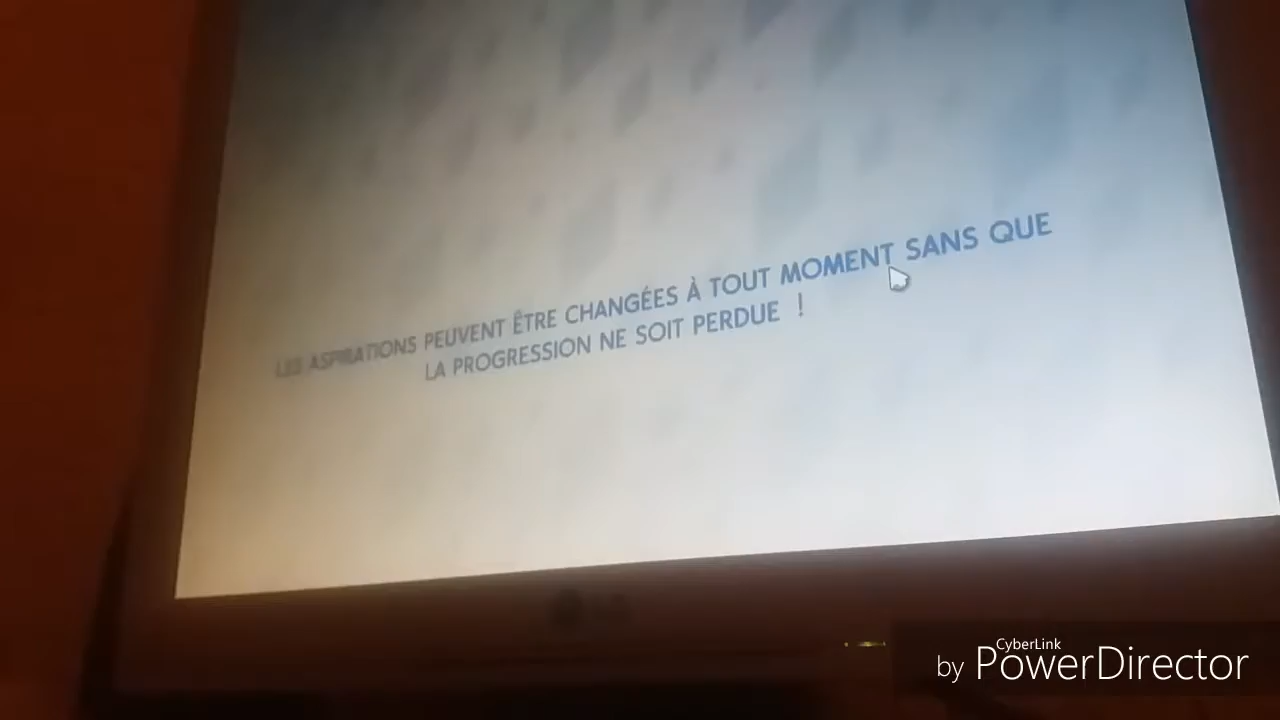 LES ASPIRATIONS PEUVENT ÊTRE CHANGÉES À TOUT MOMENT SANS QUE
LA PROGRESSION NE SOIT PERDUE !
CyberLink
by PowerDirector